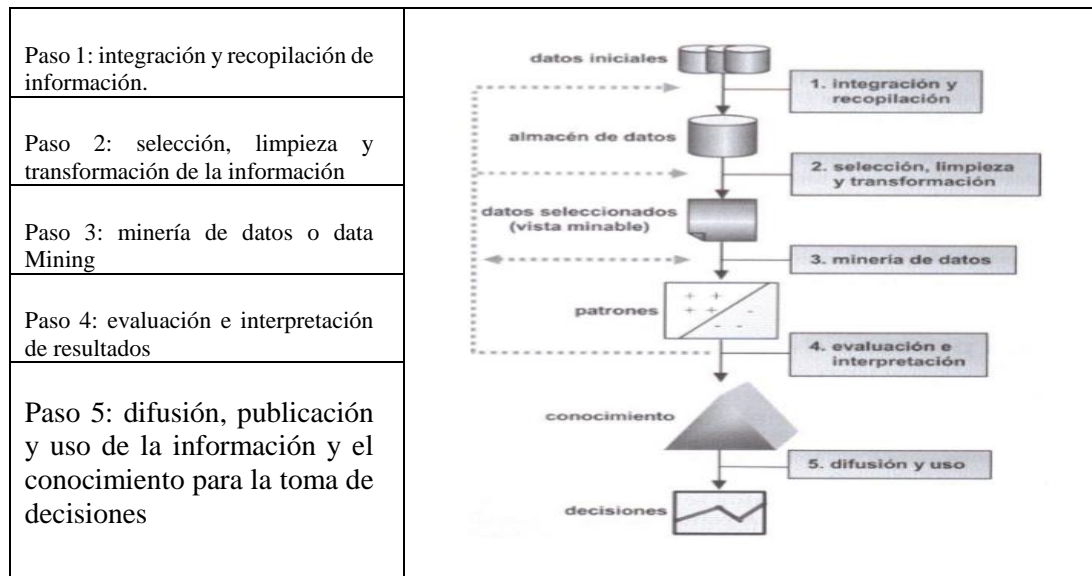 Paso 1: integración y recopilación de
información.
Paso 2: selección, limpieza y
transformación de la información
Paso 3: minería de datos o data
Mining
Paso 4: evaluación e interpretación
de resultados
Paso 5: difusión, publicación
y uso de la información y el
conocimiento para la toma de
decisiones
datos iniciales
1. integración y
recopilación
almacén de datos
2. selección, limpieza
y transformación
datos seleccionados
(vista minable)
3. minería de datos
patrones
+ +
+ + -
- -
4. evaluación e
interpretación
conocimiento
5. difusión y uso
decisiones